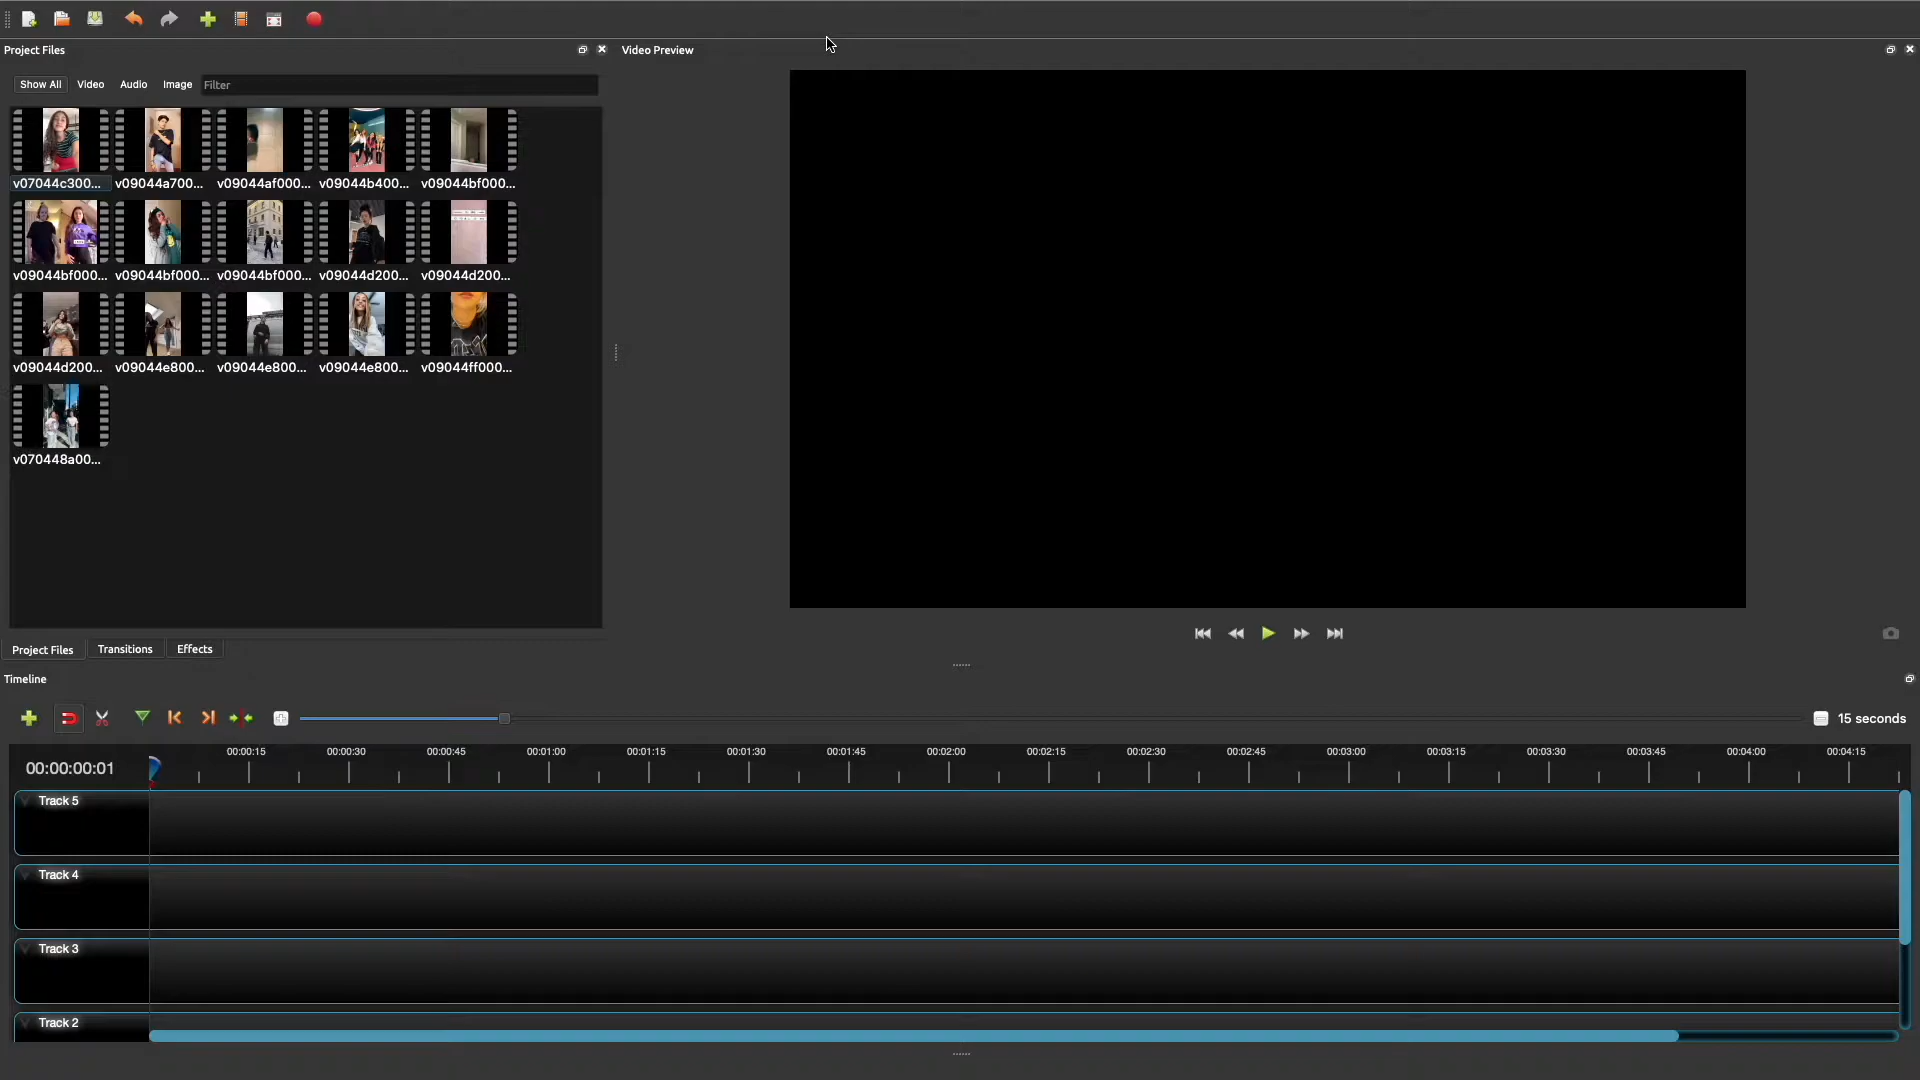 Project Files
Video Preview
Show All Video Audio Image Filter
v07044c300... v09044a700... v09044af000... v09044b400... v09044bf000...
v09044bf000... v09044bf000... v09044bf000... v09044d200... v09044d200...
v09044d200... v09044e800... v09044e800... v09044e800... v09044ff000...
v070448a00...
Project Files Transitions Effects
Timeline
15 seconds
00:00:15 00:00:30 00:00:45 00:01:00 00:01:15 00:01:30 00:01:45 00:02:00 00:02:15 00:02:30 00:02:45 00:03:00 00:03:15 00:03:30 00:03:45 00:04:00 00:04:15
00:00:00:01
Track 5
Track 4
Track 3
Track 2